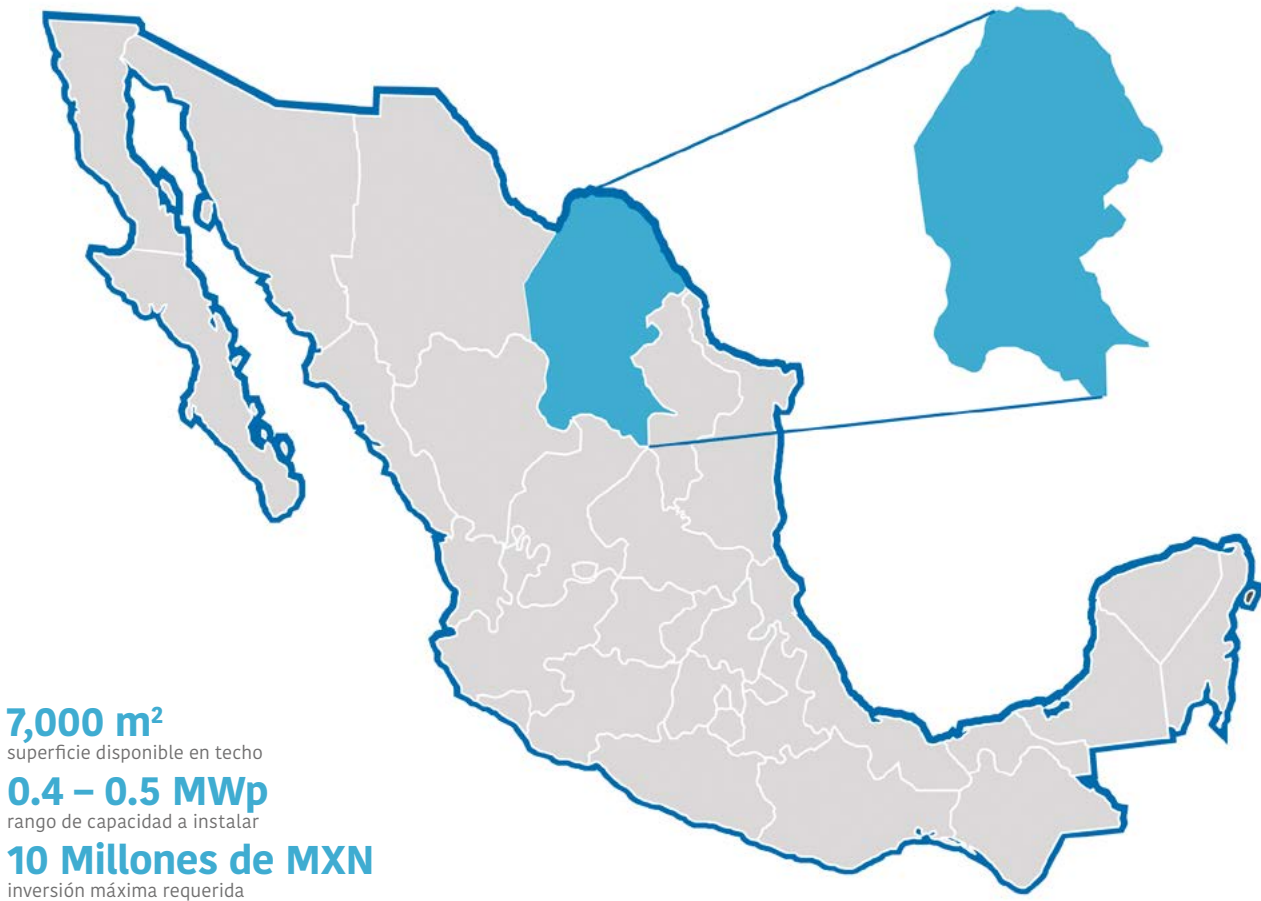 7,000 m²
superficie disponible en techo
0.4 – 0.5 MWp
rango de capacidad a instalar
10 Millones de MXN
inversión máxima requerida